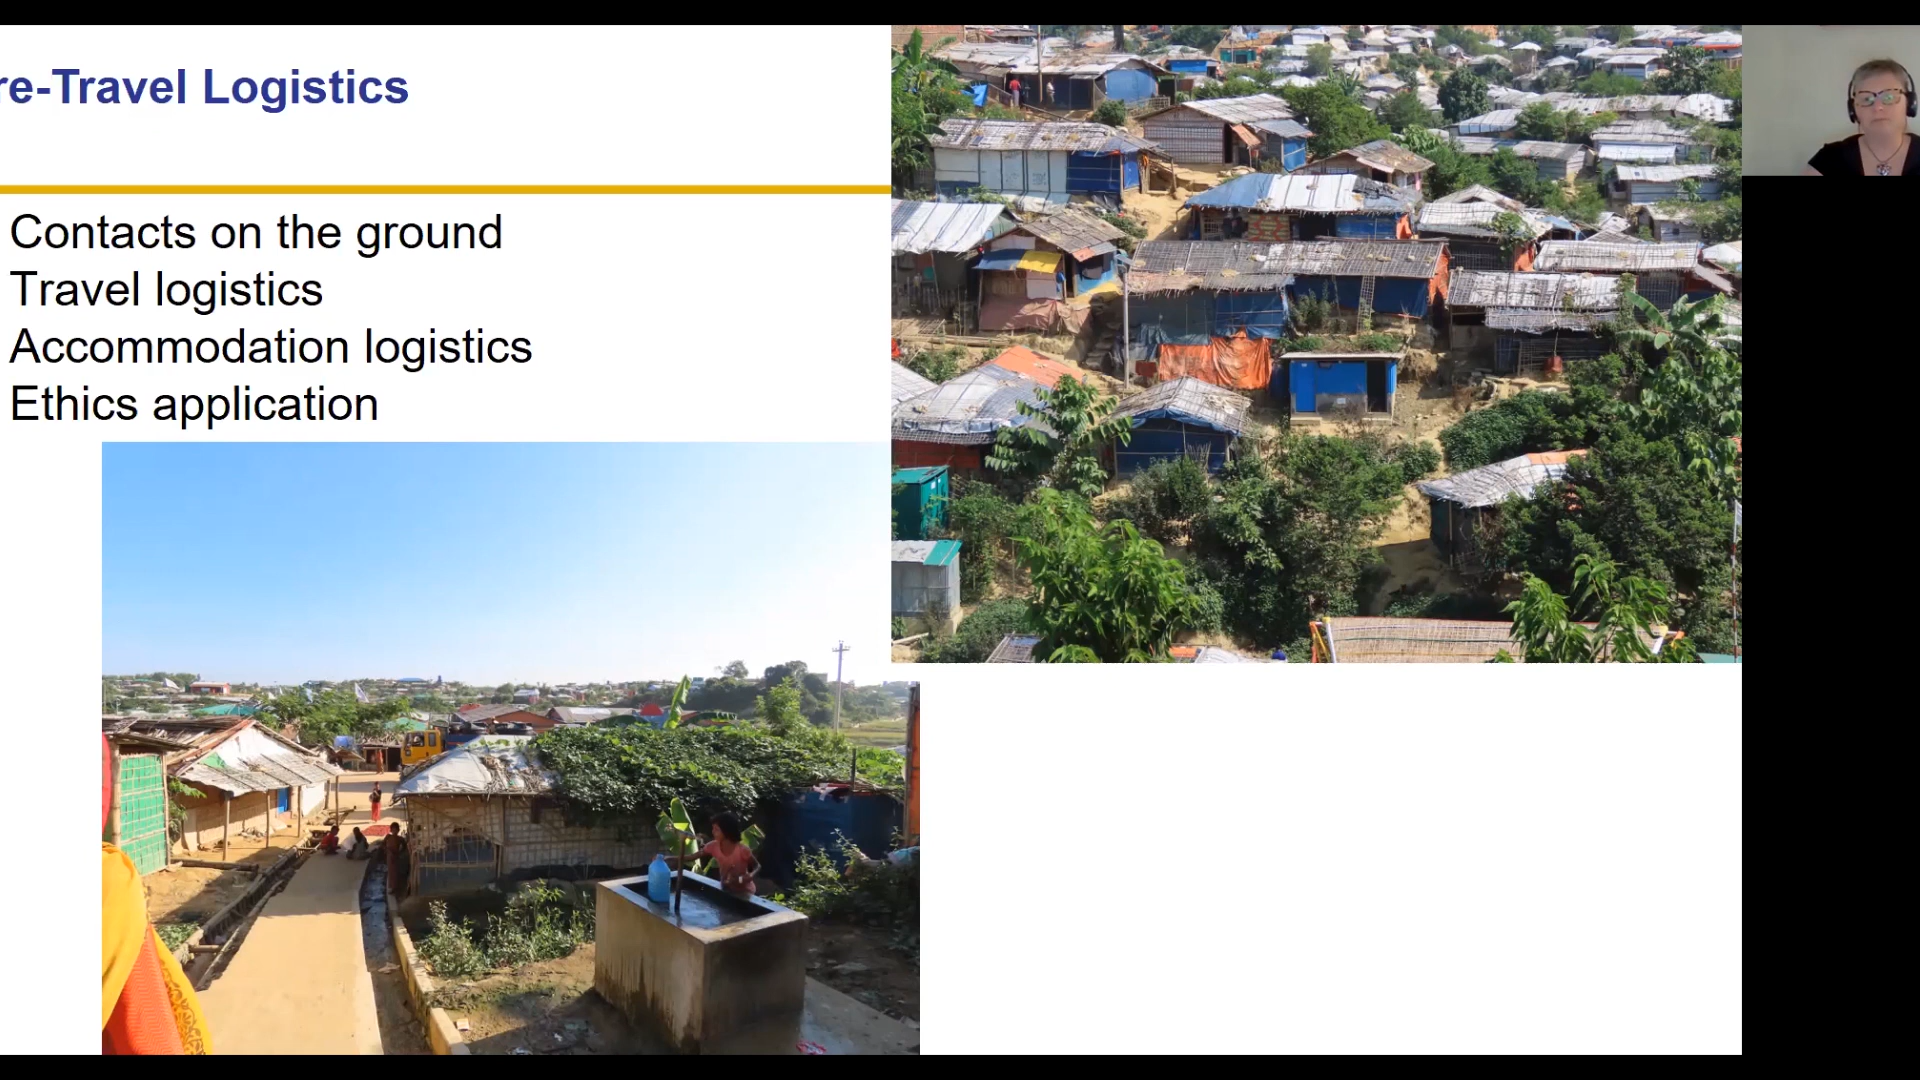 re-Travel Logistics
Contacts on the ground
Travel logistics
Accommodation logistics
Ethics application